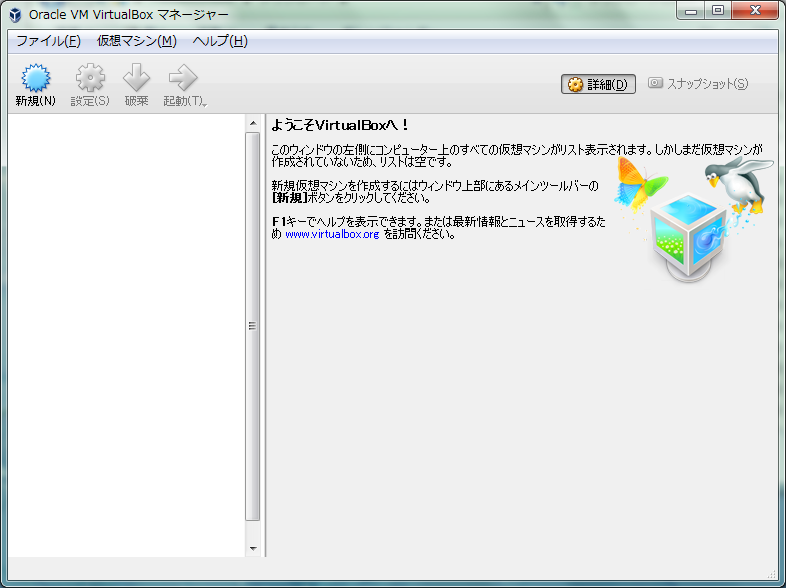 Oracle VM VirtualBox マネージャー
ファイル(F) 仮想マシン(M) ヘルプ(H)
新規(N) 設定(S) 破棄 起動(T) 詳細(D) スナップショット(S)
ようこそVirtualBoxへ！
このウィンドウの左側にコンピューター上のすべての仮想マシンがリスト表示されます。しかしまだ仮想マシンが
作成されていないため、リストは空です。
新規仮想マシンを作成するにはウィンドウ上部にあるメインツールバーの
[新規]ボタンをクリックしてください。
F1キーでヘルプを表示できます。または最新情報とニュースを取得するた
め www.virtualbox.org を訪問ください。